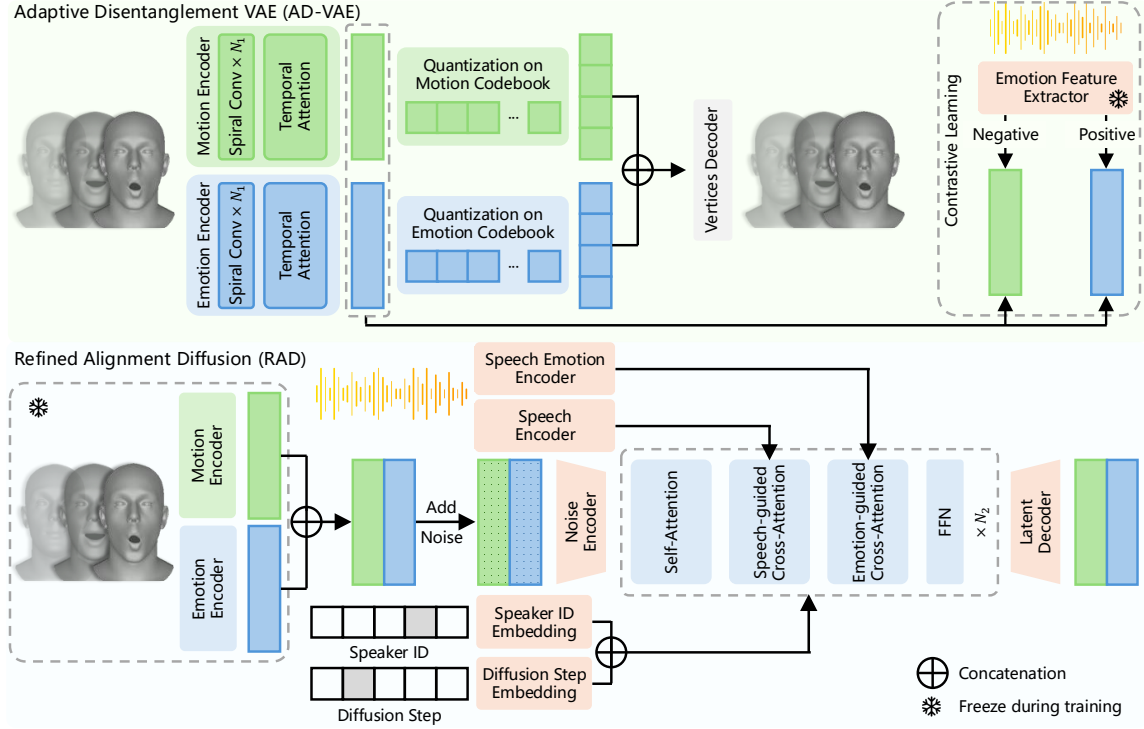 Adaptive Disentanglement VAE (AD-VAE)
Motion Encoder
Spiral Conv × N₁
Temporal
Attention
Quantization on
Motion Codebook
...
Emotion Encoder
Spiral Conv × N₁
Temporal
Attention
Quantization on
Emotion Codebook
...
Vertices Decoder
Contrastive Learning
Emotion Feature
Extractor
Negative
Positive
Refined Alignment Diffusion (RAD)
Motion
Encoder
Emotion
Encoder
Add
Noise
Speech Emotion
Encoder
Speech
Encoder
Noise
Encoder
Self-Attention
Speech-guided
Cross-Attention
Emotion-guided
Cross-Attention
FFN
× N₂
Latent
Decoder
Speaker ID
Speaker ID
Embedding
Diffusion Step
Diffusion Step
Embedding
Concatenation
Freeze during training